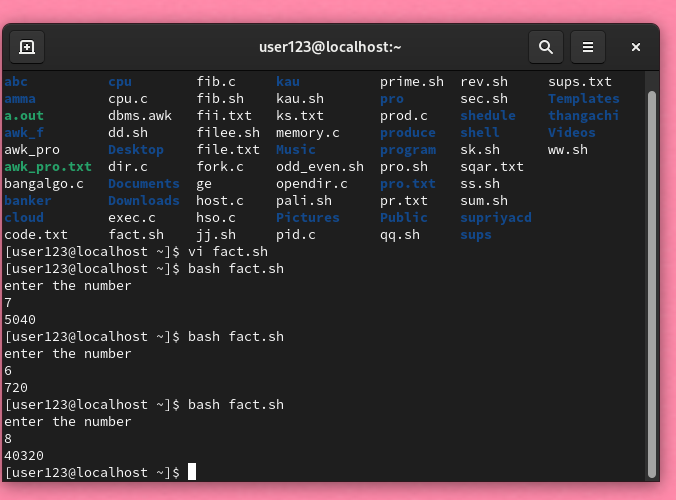 user123@localhost:~
abc cpu fib.c kau prime.sh rev.sh sups.txt
amma cpu.c fib.sh kau.sh pro sec.sh Templates
a.out dbms.awk fii.txt ks.txt prod.c shedule thangachi
awk_f dd.sh filee.sh memory.c produce shell Videos
awk_pro Desktop file.txt Music program sk.sh ww.sh
awk_pro.txt dir.c fork.c odd_even.sh pro.sh sqar.txt
bangalgo.c Documents ge opendir.c pro.txt ss.sh
banker Downloads host.c pali.sh pr.txt sum.sh
cloud exec.c hso.c Pictures Public supriyacd
code.txt fact.sh jj.sh pid.c qq.sh sups
[user123@localhost ~]$ vi fact.sh
[user123@localhost ~]$ bash fact.sh
enter the number
7
5040
[user123@localhost ~]$ bash fact.sh
enter the number
6
720
[user123@localhost ~]$ bash fact.sh
enter the number
8
40320
[user123@localhost ~]$